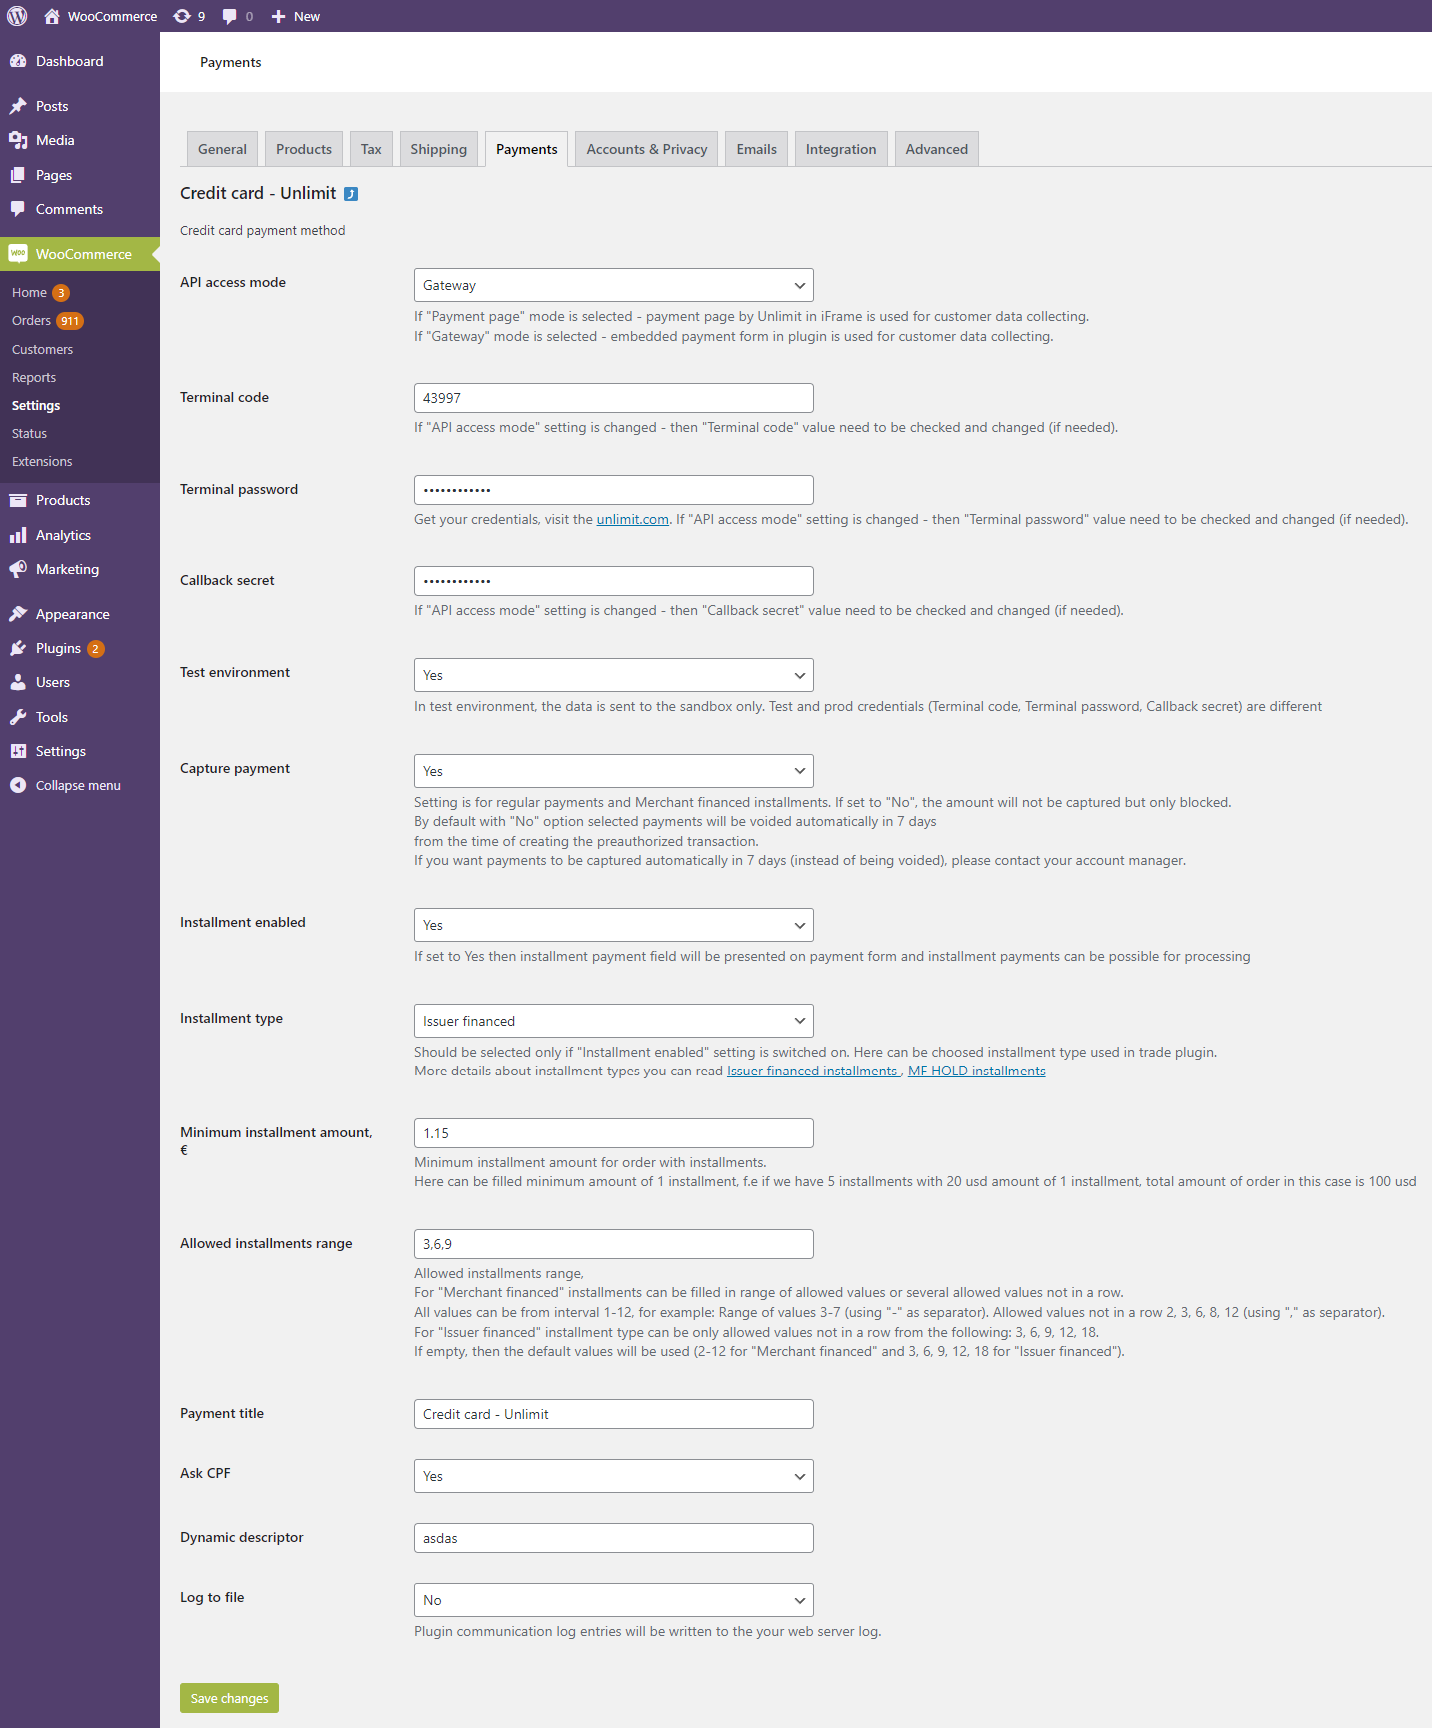 WooCommerce 9 0 New
Dashboard
Posts
Media
Pages
Comments
WOO WooCommerce
Home 3
Orders 911
Customers
Reports
Settings
Status
Extensions
Products
Analytics
Marketing
Appearance
Plugins 2
Users
Tools
Settings
Collapse menu
Payments
General Products Tax Shipping Payments Accounts & Privacy Emails Integration Advanced
Credit card - Unlimit
Credit card payment method
API access mode
Gateway
If "Payment page" mode is selected - payment page by Unlimit in iFrame is used for customer data collecting.
If "Gateway" mode is selected - embedded payment form in plugin is used for customer data collecting.
Terminal code
43997
If "API access mode" setting is changed - then "Terminal code" value need to be checked and changed (if needed).
Terminal password
••••••••••••
Get your credentials, visit the unlimit.com. If "API access mode" setting is changed - then "Terminal password" value need to be checked and changed (if needed).
Callback secret
••••••••••••
If "API access mode" setting is changed - then "Callback secret" value need to be checked and changed (if needed).
Test environment
Yes
In test environment, the data is sent to the sandbox only. Test and prod credentials (Terminal code, Terminal password, Callback secret) are different
Capture payment
Yes
Setting is for regular payments and Merchant financed installments. If set to "No", the amount will not be captured but only blocked.
By default with "No" option selected payments will be voided automatically in 7 days
from the time of creating the preauthorized transaction.
If you want payments to be captured automatically in 7 days (instead of being voided), please contact your account manager.
Installment enabled
Yes
If set to Yes then installment payment field will be presented on payment form and installment payments can be possible for processing
Installment type
Issuer financed
Should be selected only if "Installment enabled" setting is switched on. Here can be choosed installment type used in trade plugin.
More details about installment types you can read Issuer financed installments , MF HOLD installments
Minimum installment amount,
€
1.15
Minimum installment amount for order with installments.
Here can be filled minimum amount of 1 installment, f.e if we have 5 installments with 20 usd amount of 1 installment, total amount of order in this case is 100 usd
Allowed installments range
3,6,9
Allowed installments range,
For "Merchant financed" installments can be filled in range of allowed values or several allowed values not in a row.
All values can be from interval 1-12, for example: Range of values 3-7 (using "-" as separator). Allowed values not in a row 2, 3, 6, 8, 12 (using "," as separator).
For "Issuer financed" installment type can be only allowed values not in a row from the following: 3, 6, 9, 12, 18.
If empty, then the default values will be used (2-12 for "Merchant financed" and 3, 6, 9, 12, 18 for "Issuer financed").
Payment title
Credit card - Unlimit
Ask CPF
Yes
Dynamic descriptor
asdas
Log to file
No
Plugin communication log entries will be written to the your web server log.
Save changes